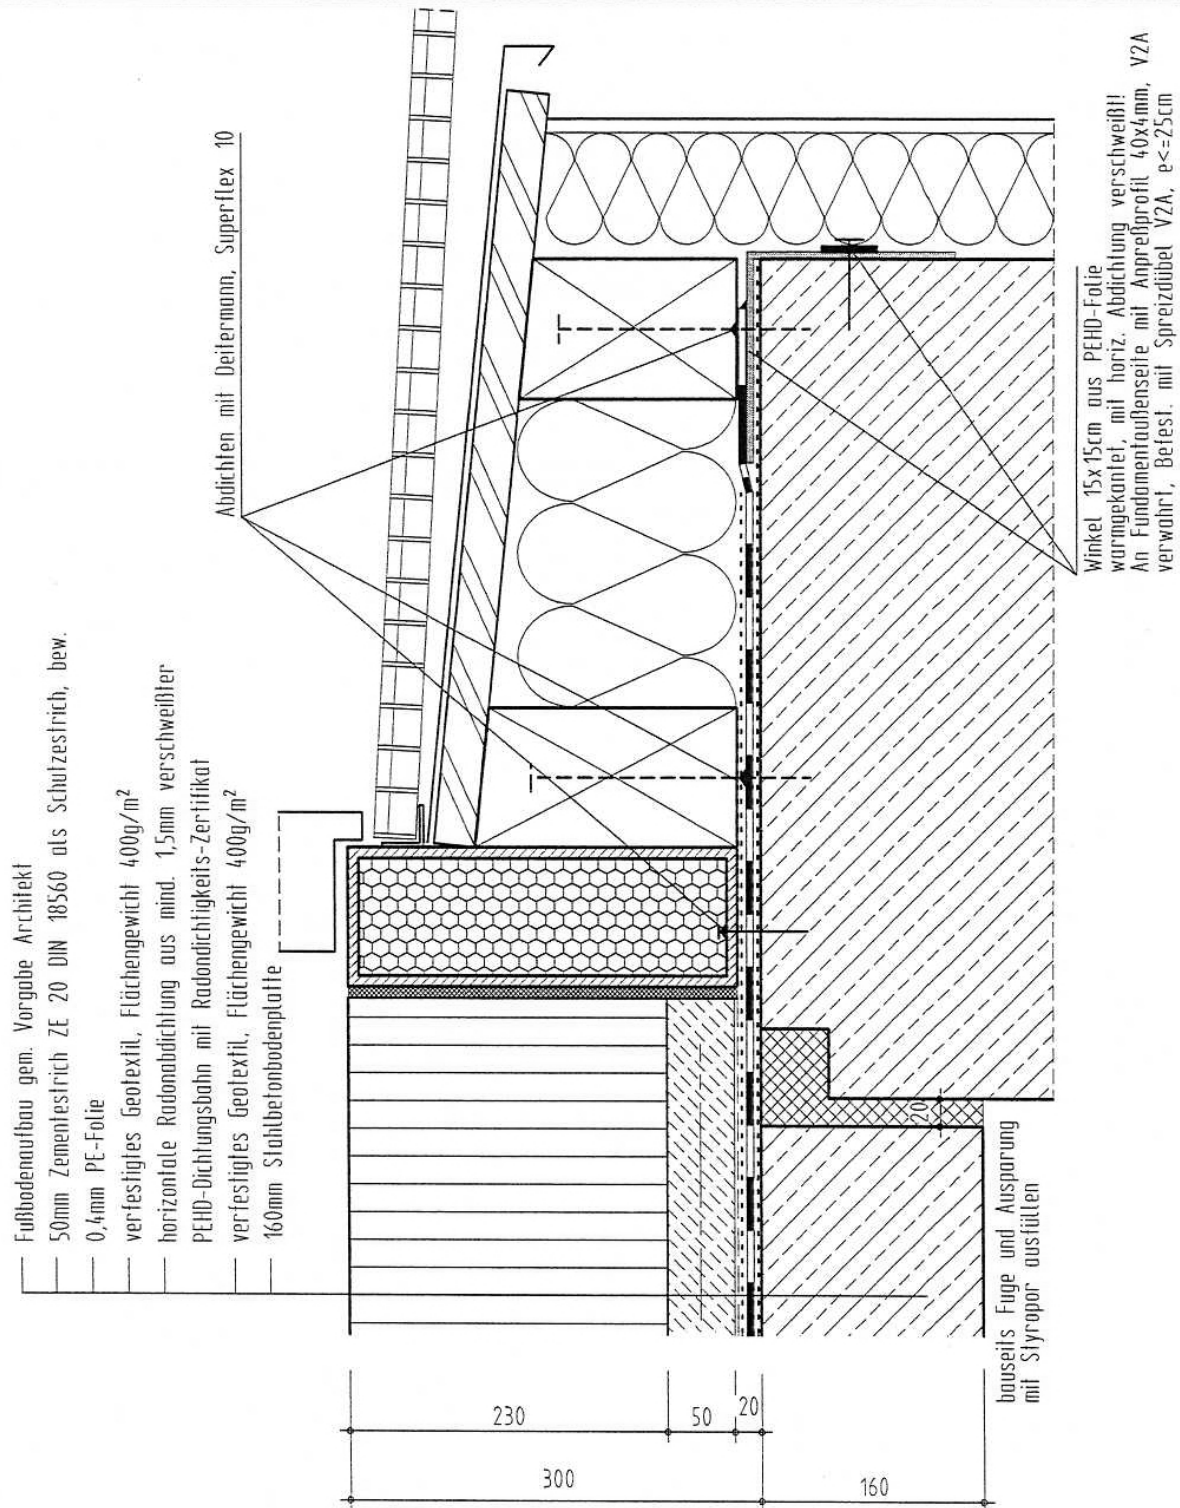 Fußbodenaufbau gem. Vorgabe Architekt
50mm Zementestrich ZE 20 DIN 18560 als Schutzestrich, bew.
0,4mm PE-Folie
verfestigtes Geotextil, Flächengewicht 400g/m²
horizontale Radonabdichtung aus mind. 1,5mm verschweißter
PEHD-Dichtungsbahn mit Radondichtigkeits-Zertifikat
verfestigtes Geotextil, Flächengewicht 400g/m²
160mm Stahlbetonbodenplatte
Abdichten mit Deitermann, Superflex 10
230
50
20
300
160
20
bauseits Fuge und Ausparung
mit Styropor ausfüllen
Winkel 15x15cm aus PEHD-Folie
warmgekantet, mit horiz. Abdichtung verschweißt!
An Fundamentaußenseite mit Anpreßprofil 40x4mm, V2A
verwahrt, Befest. mit Spreizdübel V2A, e<=25cm